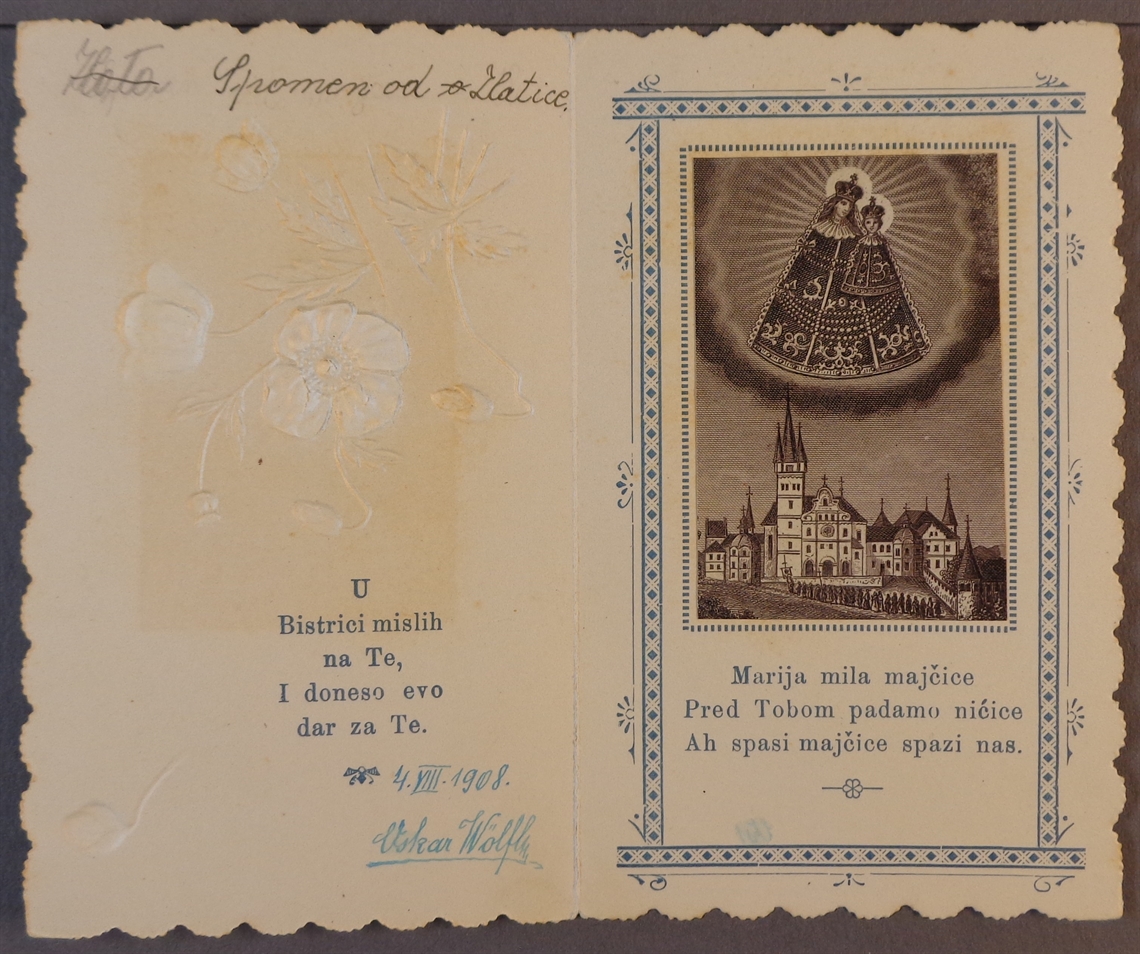 Zlata Spomen od Zlatice.
U
Bistrici mislih
na Te,
I doneso evo
dar za Te.
4. VIII. 1908.
Oskar Wölfl
Marija mila majčice
Pred Tobom padamo ničice
Ah spasi majčice spazi nas.